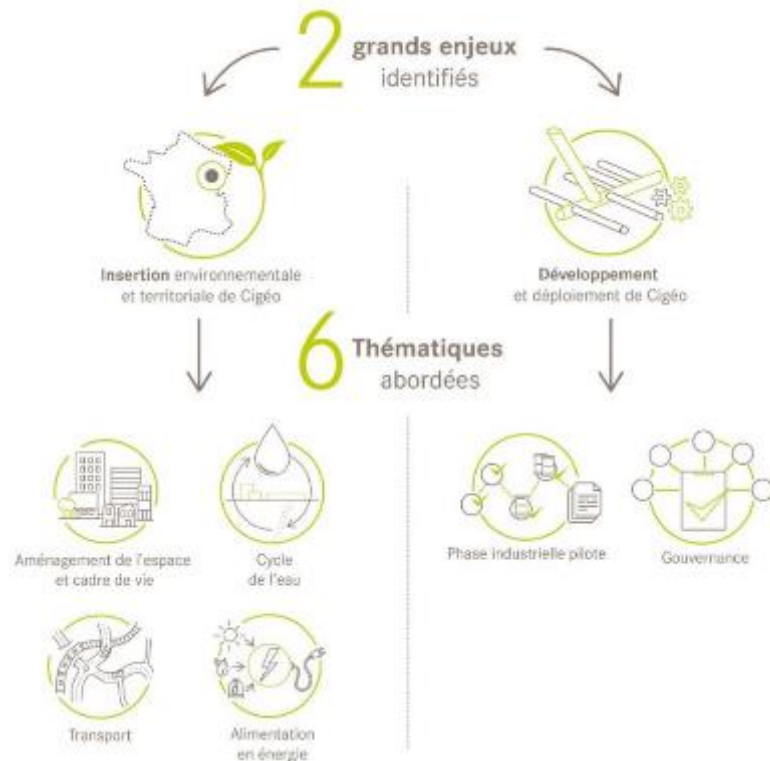 2 grands enjeux
identifiés
Insertion environnementale
et territoriale de Cigéo
Développement
et déploiement de Cigéo
6 Thématiques
abordées
Aménagement de l'espace
et cadre de vie
Cycle
de l'eau
Phase industrielle pilote
Gouvernance
Transport
Alimentation
en énergie